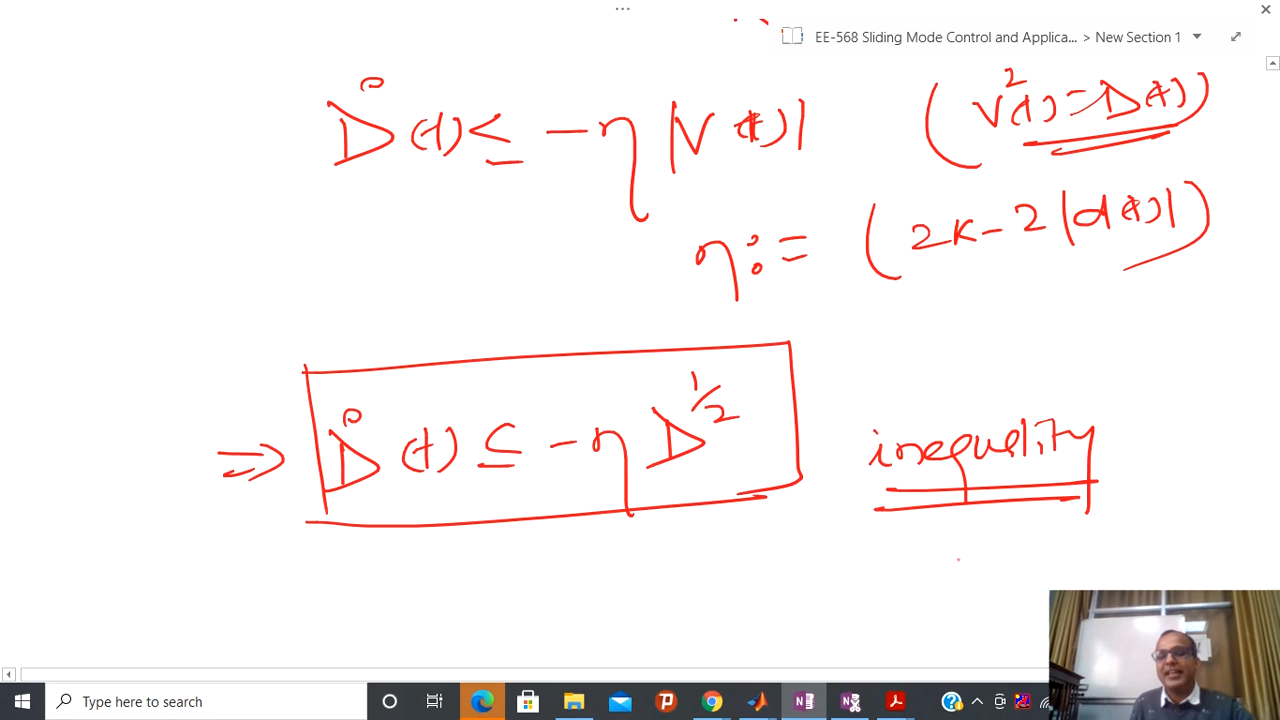 EE-568 Sliding Mode Control and Applica... > New Section 1
Ḋ(t) ≤ -η |V(t)| (V²(t) = D(t))
η := (2K - 2|d(t)|)
⇒ Ḋ(t) ≤ -η D^1/2 inequality
Type here to search